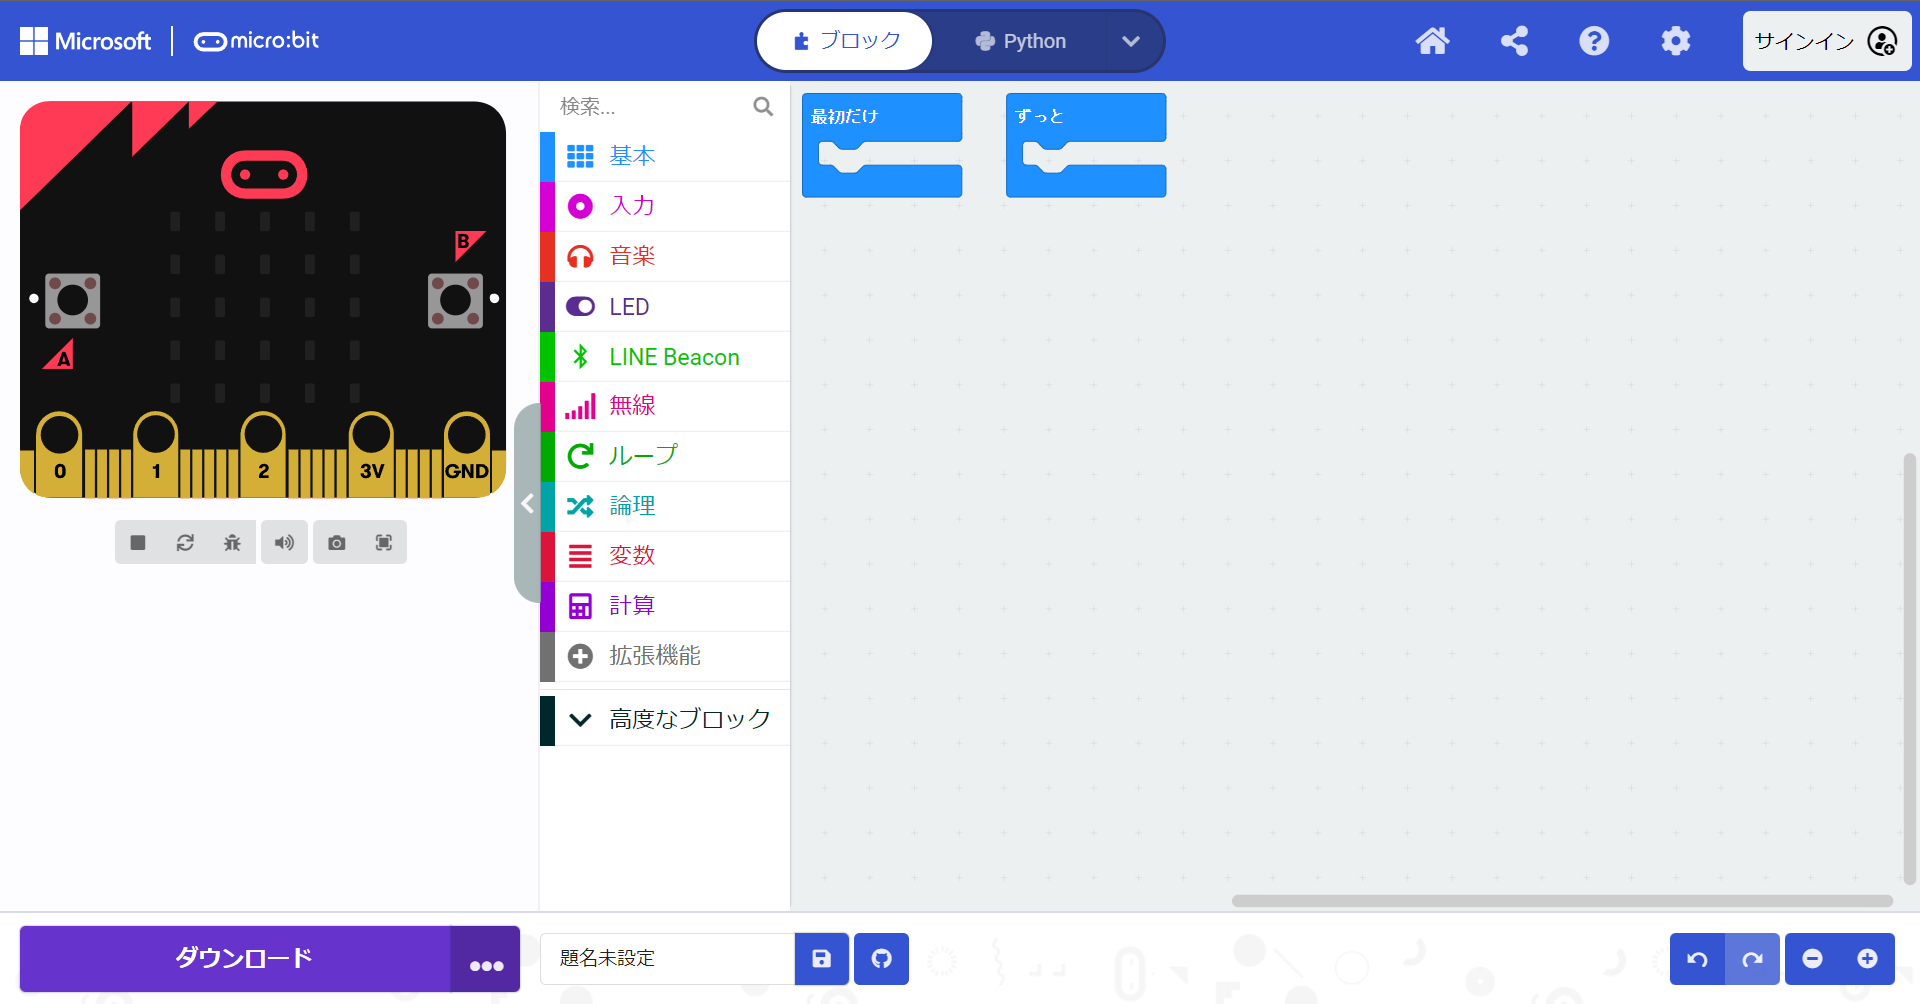 Microsoft
micro:bit
ブロック
Python
サインイン
検索...
基本
入力
音楽
LED
LINE Beacon
無線
ループ
論理
変数
計算
拡張機能
高度なブロック
最初だけ
ずっと
B
A
0
1
2
3V
GND
ダウンロード
題名未設定